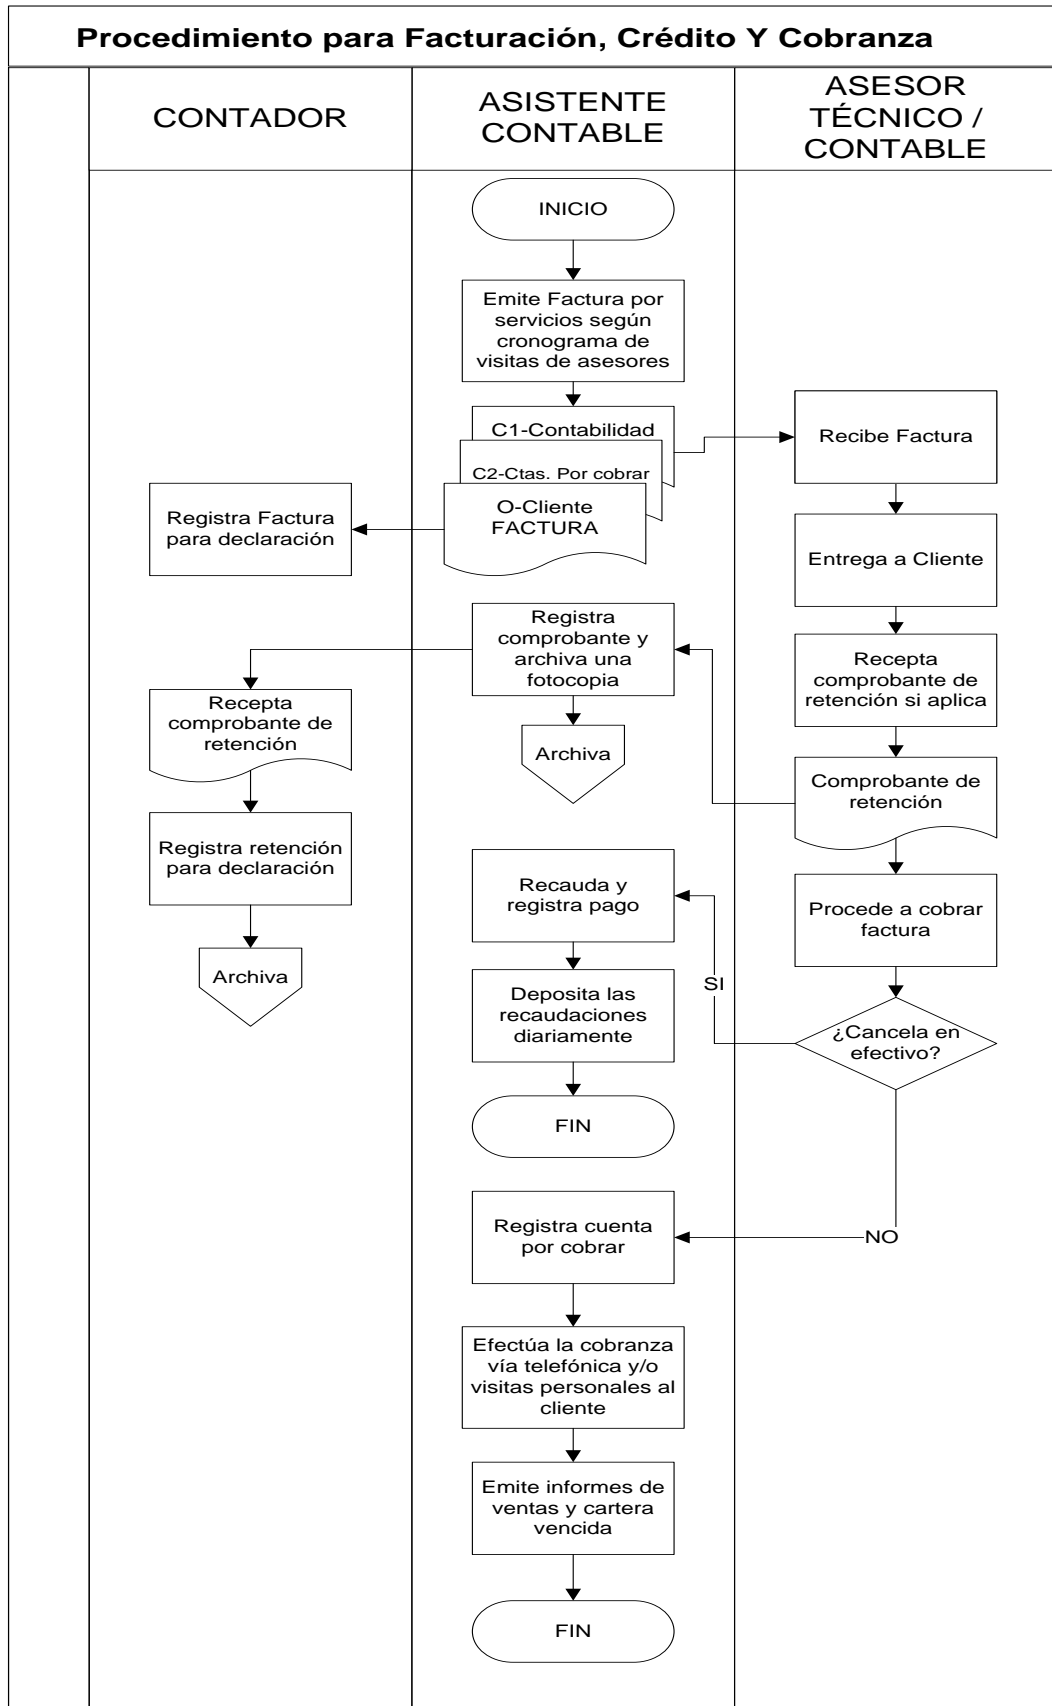 Procedimiento para Facturación, Crédito Y Cobranza
CONTADOR
ASISTENTE
CONTABLE
ASESOR
TÉCNICO /
CONTABLE
INICIO
Emite Factura por
servicios según
cronograma de
visitas de asesores
C1-Contabilidad
C2-Ctas. Por cobrar
O-Cliente
FACTURA
Recibe Factura
Registra Factura
para declaración
Entrega a Cliente
Registra
comprobante y
archiva una
fotocopia
Recepta
comprobante de
retención si aplica
Recepta
comprobante de
retención
Archiva
Comprobante de
retención
Registra retención
para declaración
Recauda y
registra pago
Procede a cobrar
factura
Archiva
SI
Deposita las
recaudaciones
diariamente
¿Cancela en
efectivo?
FIN
Registra cuenta
por cobrar
NO
Efectúa la cobranza
vía telefónica y/o
visitas personales al
cliente
Emite informes de
ventas y cartera
vencida
FIN